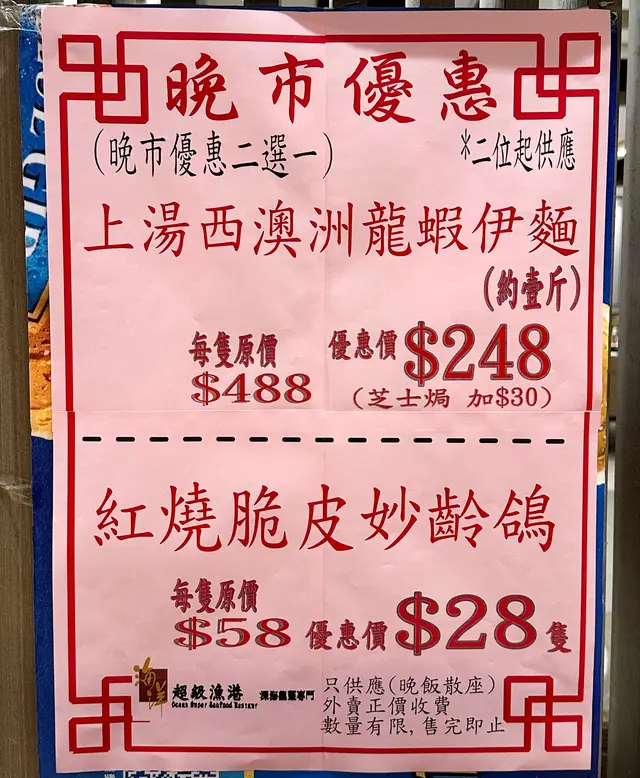 晚市優惠
(晚市優惠二選一)
*二位起供應
上湯西澳洲龍蝦伊麵
(約壹斤)
每隻原價
$488
優惠價 $248
(芝士焗 加$30)
紅燒脆皮妙齡鴿
每隻原價
$58
優惠價 $28 隻
海洋 超級漁港
只供應(晚飯散座)
外賣正價收費
數量有限, 售完即止